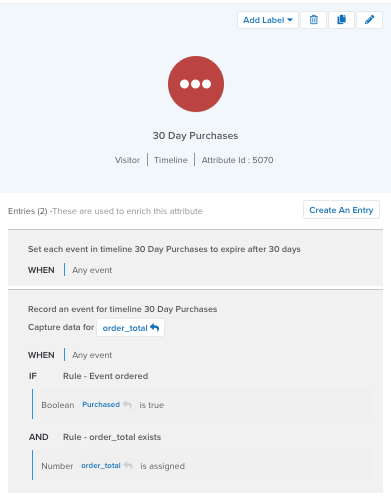 Add Label
30 Day Purchases
Visitor Timeline Attribute Id : 5070
Entries (2) -These are used to enrich this attribute
Create An Entry
Set each event in timeline 30 Day Purchases to expire after 30 days
WHEN Any event
Record an event for timeline 30 Day Purchases
Capture data for order_total
WHEN Any event
IF Rule - Event ordered
Boolean Purchased is true
AND Rule - order_total exists
Number order_total is assigned